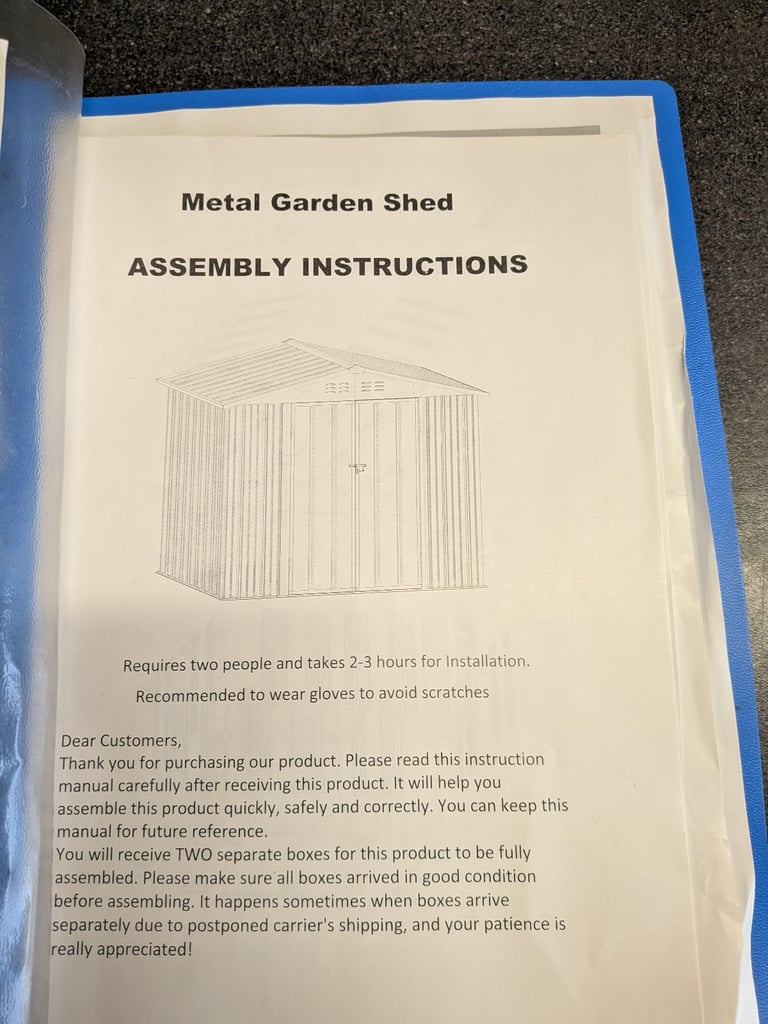 Metal Garden Shed
ASSEMBLY INSTRUCTIONS
Requires two people and takes 2-3 hours for Installation.
Recommended to wear gloves to avoid scratches
Dear Customers,
Thank you for purchasing our product. Please read this instruction
manual carefully after receiving this product. It will help you
assemble this product quickly, safely and correctly. You can keep this
manual for future reference.
You will receive TWO separate boxes for this product to be fully
assembled. Please make sure all boxes arrived in good condition
before assembling. It happens sometimes when boxes arrive
separately due to postponed carrier's shipping, and your patience is
really appreciated!